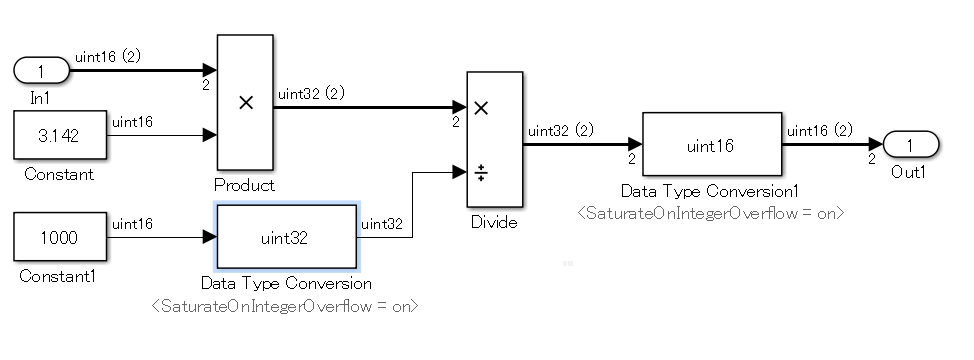 uint16 (2)
1
2
In1
3.142
uint16
Constant
×
Product
uint32 (2)
2
×
÷
Divide
uint32 (2)
2
uint16
Data Type Conversion1
<SaturateOnIntegerOverflow = on>
uint16 (2)
2
1
Out1
1000
uint16
Constant1
uint32
uint32
Data Type Conversion
<SaturateOnIntegerOverflow = on>